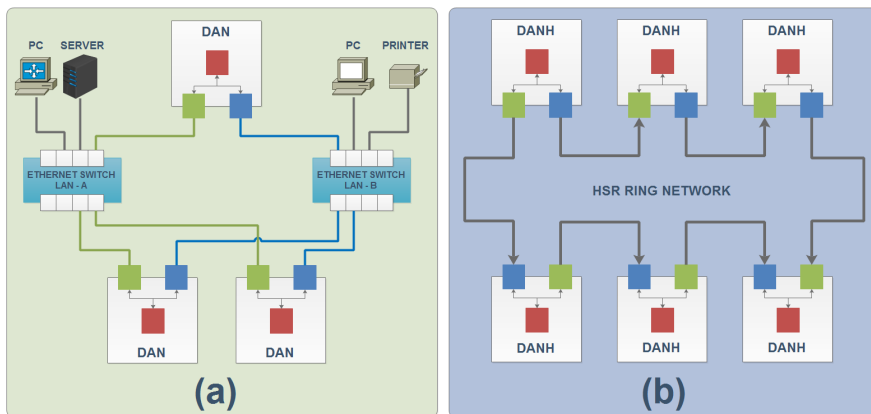 DAN
PC
SERVER
PC
PRINTER
ETHERNET SWITCH
LAN - A
ETHERNET SWITCH
LAN - B
DAN
DAN
(a)
DANH
DANH
DANH
HSR RING NETWORK
DANH
DANH
DANH
(b)